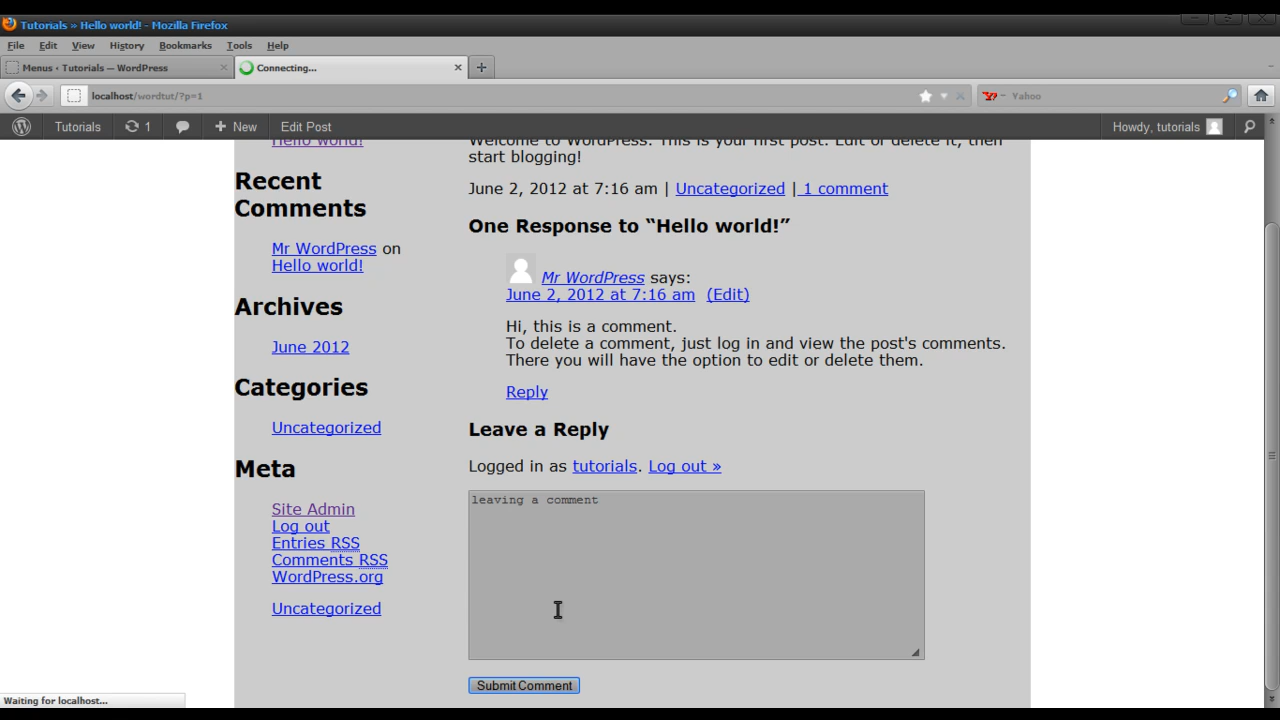 Tutorials » Hello world! - Mozilla Firefox
File Edit View History Bookmarks Tools Help
Menus ‹ Tutorials — WordPress
Connecting...
localhost/wordtut/?p=1
Yahoo
Tutorials 1 New Edit Post Howdy, tutorials
Hello world!
Recent
Comments
Mr WordPress on
Hello world!
Archives
June 2012
Categories
Uncategorized
Meta
Site Admin
Log out
Entries RSS
Comments RSS
WordPress.org
Uncategorized
Welcome to WordPress. This is your first post. Edit or delete it, then
start blogging!
June 2, 2012 at 7:16 am | Uncategorized | 1 comment
One Response to “Hello world!”
Mr WordPress says:
June 2, 2012 at 7:16 am (Edit)
Hi, this is a comment.
To delete a comment, just log in and view the post's comments.
There you will have the option to edit or delete them.
Reply
Leave a Reply
Logged in as tutorials. Log out »
leaving a comment
Submit Comment
Waiting for localhost...